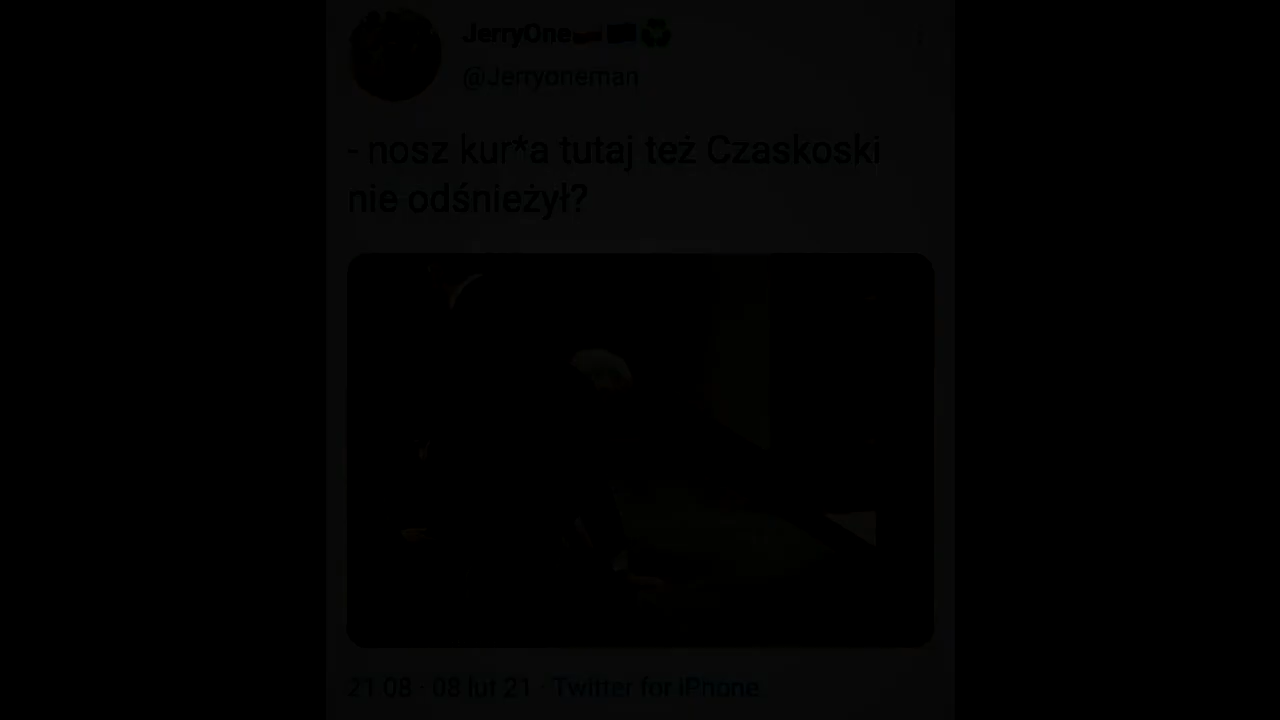 JerryOne
@Jerryoneman
- nosz kur*a tutaj też Czaskoski
nie odśnieżył?
21 08 · 08 lut 21 · Twitter for iPhone